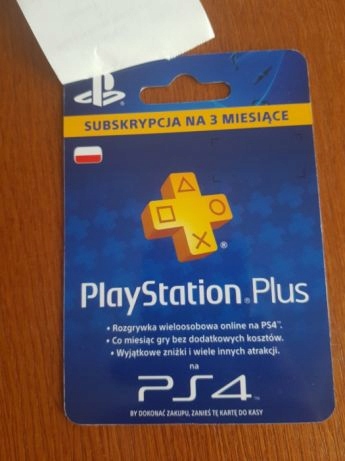 SUBSKRYPCJA NA 3 MIESIĄCE
PlayStation®Plus
• Rozgrywka wieloosobowa online na PS4™.
• Co miesiąc gry bez dodatkowych kosztów.
• Wyjątkowe zniżki i wiele innych atrakcji.
na
PS4™
BY DOKONAĆ ZAKUPU, ZANIEŚ TĘ KARTĘ DO KASY